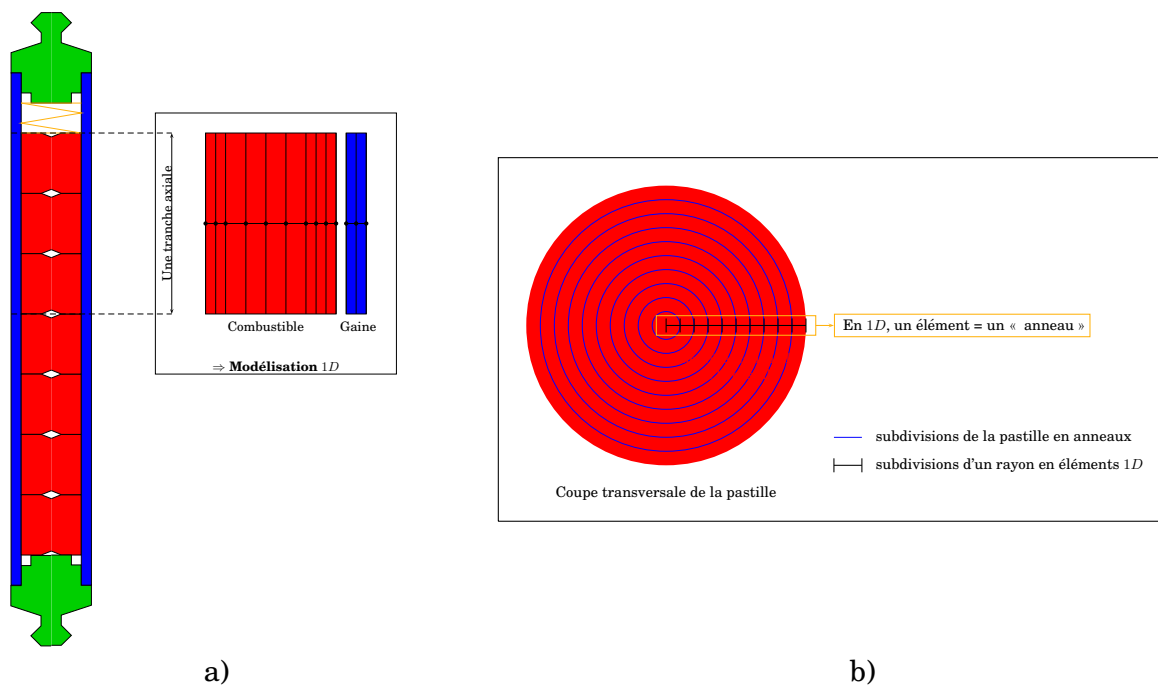 Une tranche axiale
Combustible
Gaine
⇒ Modélisation 1D
a)
En 1D, un élément = un « anneau »
subdivisions de la pastille en anneaux
subdivisions d'un rayon en éléments 1D
Coupe transversale de la pastille
b)